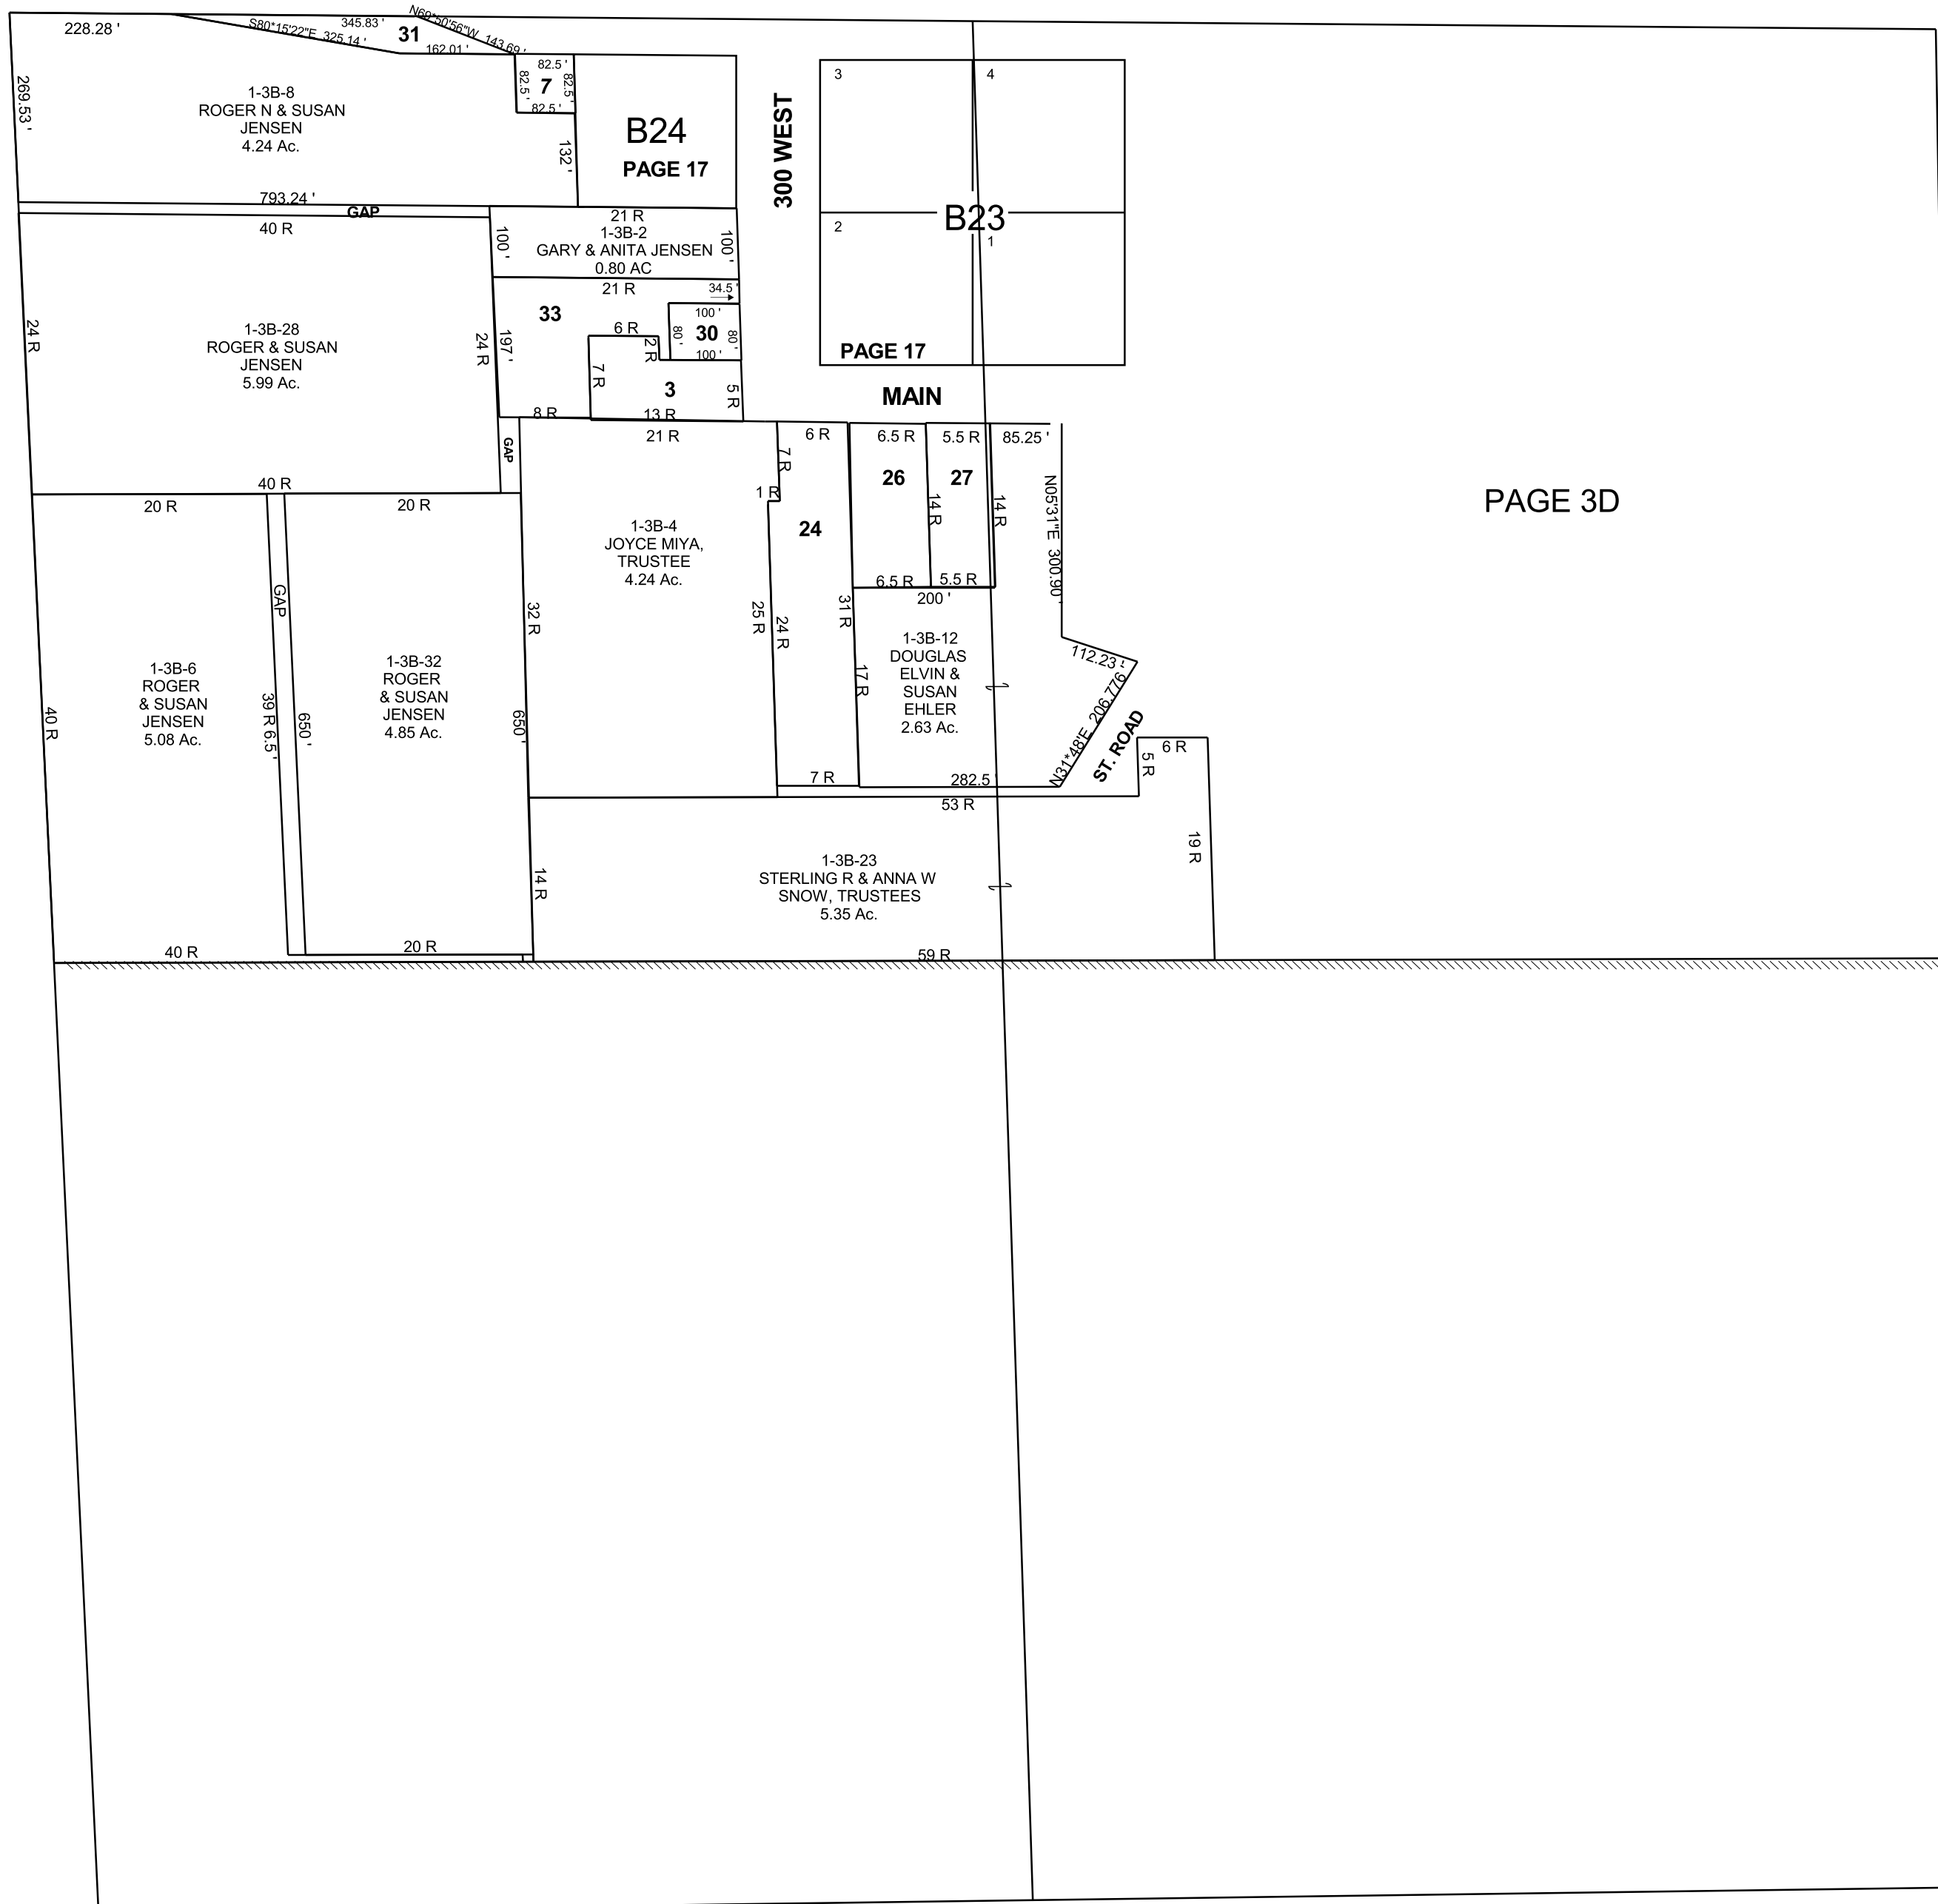 228.28 '
S80*15'22"E 325.14 '
345.83 '
31
N69*50'56"W 143.69 '
162.01 '
269.53 '
1-3B-8
ROGER N & SUSAN
JENSEN
4.24 Ac.
82.5 '
82.5 '
7
82.5 '
82.5 '
132 '
B24
PAGE 17
300 WEST
3
4
B23
2
1
PAGE 17
793.24 '
GAP
40 R
21 R
1-3B-2
GARY & ANITA JENSEN
0.80 AC
100 '
100 '
21 R
34.5 '
33
100 '
30
80 '
80 '
100 '
6 R
2 R
7 R
3
5 R
24 R
1-3B-28
ROGER & SUSAN
JENSEN
5.99 Ac.
24 R
197 '
8 R
13 R
MAIN
GAP
21 R
6 R
6.5 R
5.5 R
85.25 '
7 R
1 R
26
27
24
14 R
14 R
N05'31"E 300.90 '
PAGE 3D
40 R
20 R
20 R
1-3B-4
JOYCE MIYA,
TRUSTEE
4.24 Ac.
6.5 R
5.5 R
200 '
GAP
32 R
25 R
24 R
31 R
17 R
1-3B-12
DOUGLAS
ELVIN &
SUSAN
EHLER
2.63 Ac.
112.23 '
N31*48'E 206.776 '
ST. ROAD
6 R
5 R
1-3B-6
ROGER
& SUSAN
JENSEN
5.08 Ac.
40 R
39 R 6.5 '
650 '
1-3B-32
ROGER
& SUSAN
JENSEN
4.85 Ac.
650 '
7 R
282.5 '
53 R
19 R
14 R
1-3B-23
STERLING R & ANNA W
SNOW, TRUSTEES
5.35 Ac.
40 R
20 R
59 R